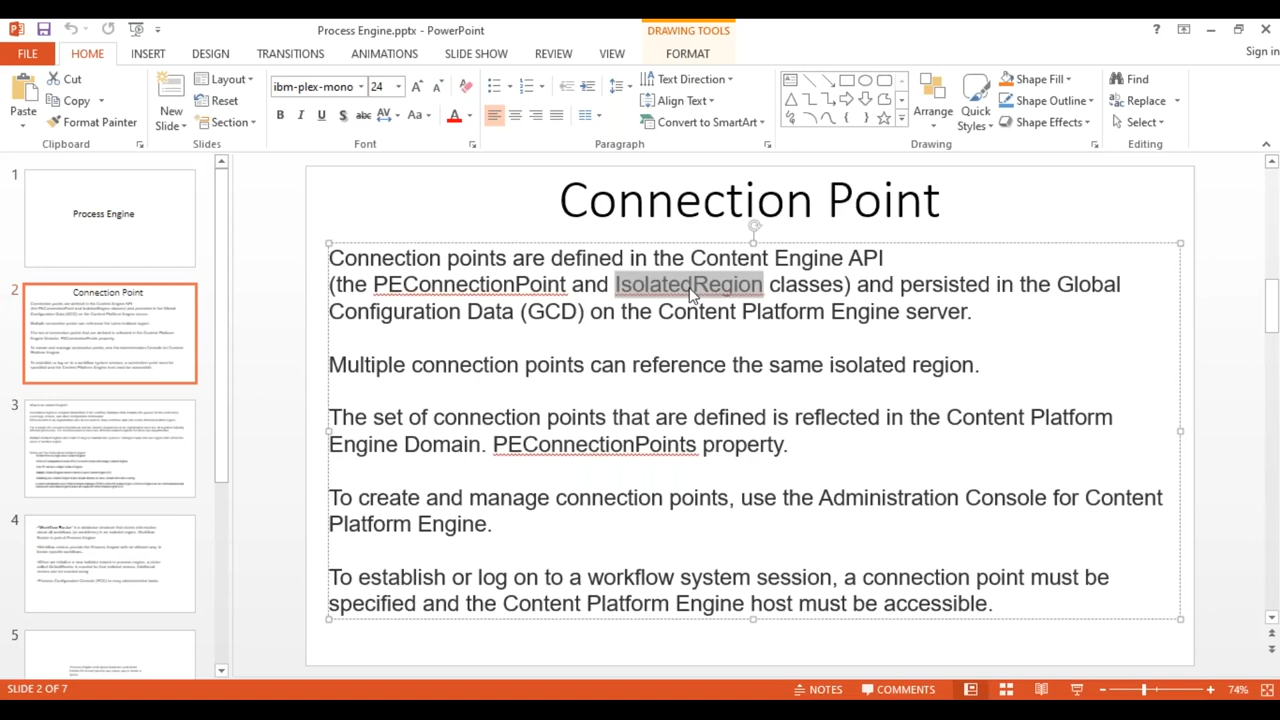 Process Engine.pptx - PowerPoint
DRAWING TOOLS
Sign in
FILE
HOME
INSERT
DESIGN
TRANSITIONS
ANIMATIONS
SLIDE SHOW
REVIEW
VIEW
FORMAT
Paste
Cut
Copy
Format Painter
Clipboard
New Slide
Layout
Reset
Section
Slides
ibm-plex-mono 24
B I U S abc AV Aa A
Font
Text Direction
Align Text
Convert to SmartArt
Paragraph
Arrange
Quick Styles
Shape Fill
Shape Outline
Shape Effects
Drawing
Find
Replace
Select
Editing
1
Process Engine
2
Connection Point
3
4
5
Connection Point
Connection points are defined in the Content Engine API
(the PEConnectionPoint and IsolatedRegion classes) and persisted in the Global
Configuration Data (GCD) on the Content Platform Engine server.
Multiple connection points can reference the same isolated region.
The set of connection points that are defined is reflected in the Content Platform
Engine Domain. PEConnectionPoints property.
To create and manage connection points, use the Administration Console for Content
Platform Engine.
To establish or log on to a workflow system session, a connection point must be
specified and the Content Platform Engine host must be accessible.
SLIDE 2 OF 7
NOTES
COMMENTS
74%